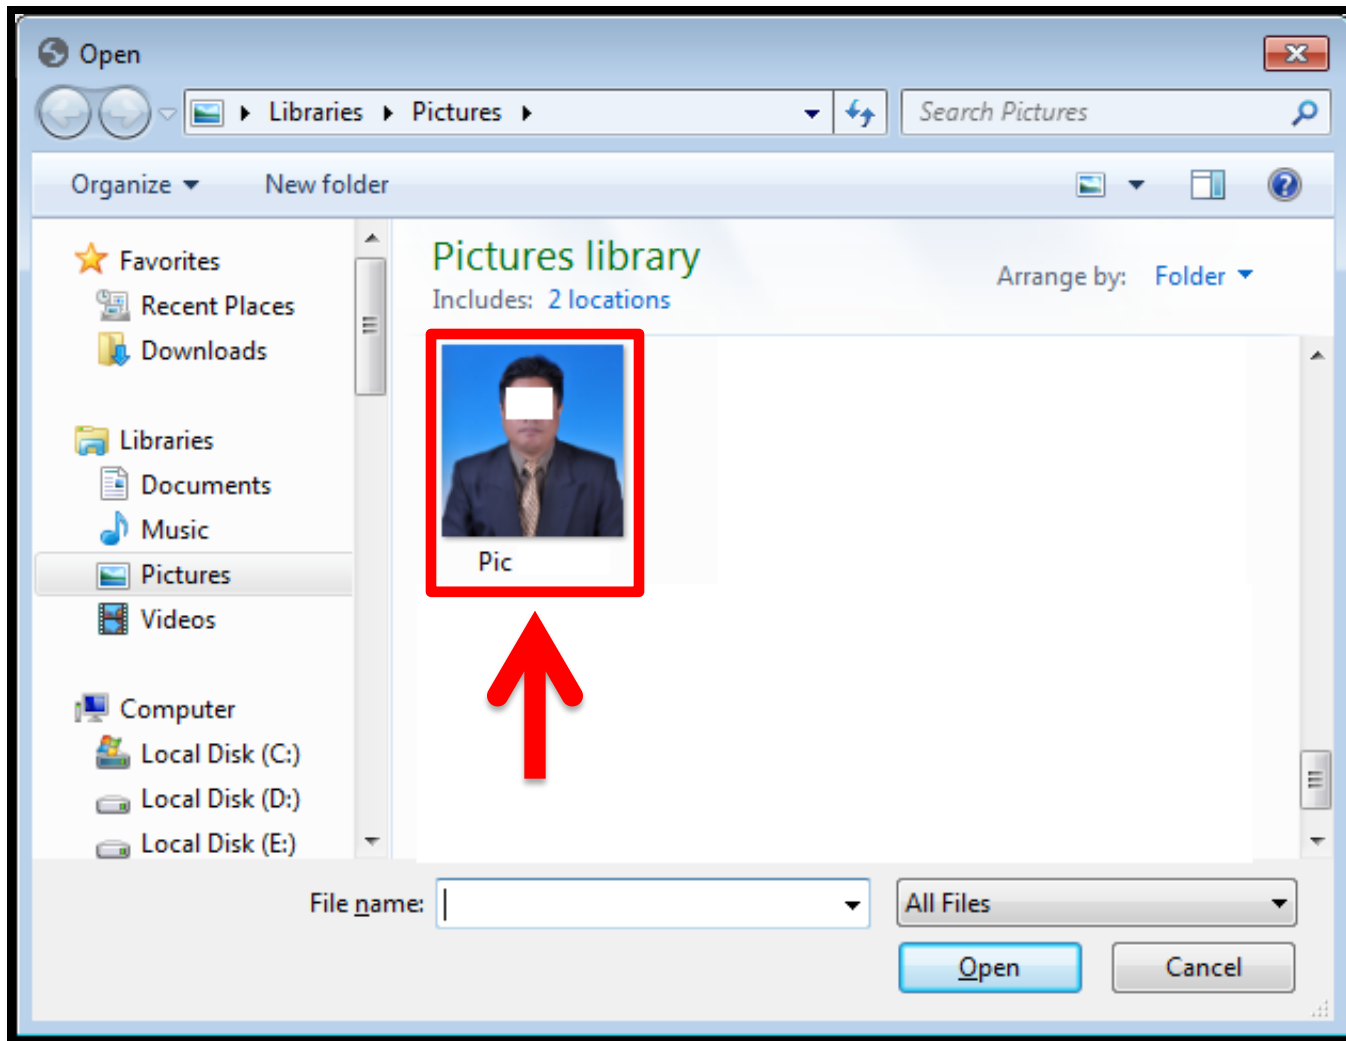 Open
Libraries Pictures
Search Pictures
Organize New folder
Favorites
Recent Places
Downloads
Libraries
Documents
Music
Pictures
Videos
Computer
Local Disk (C:)
Local Disk (D:)
Local Disk (E:)
Pictures library
Includes: 2 locations
Arrange by: Folder
Pic
File name:
All Files
Open Cancel